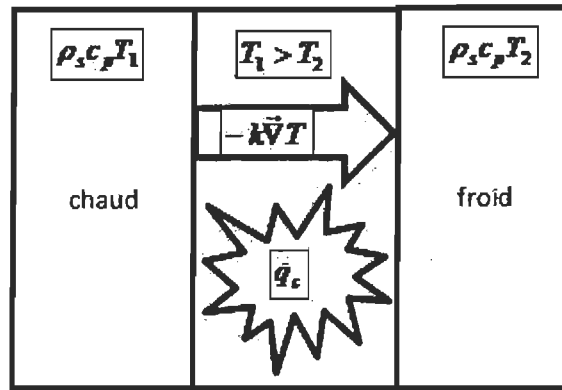 ρ_s c_p T_1
T_1 > T_2
ρ_s c_p T_2
−k∇⃗T
chaud
froid
q̇_c